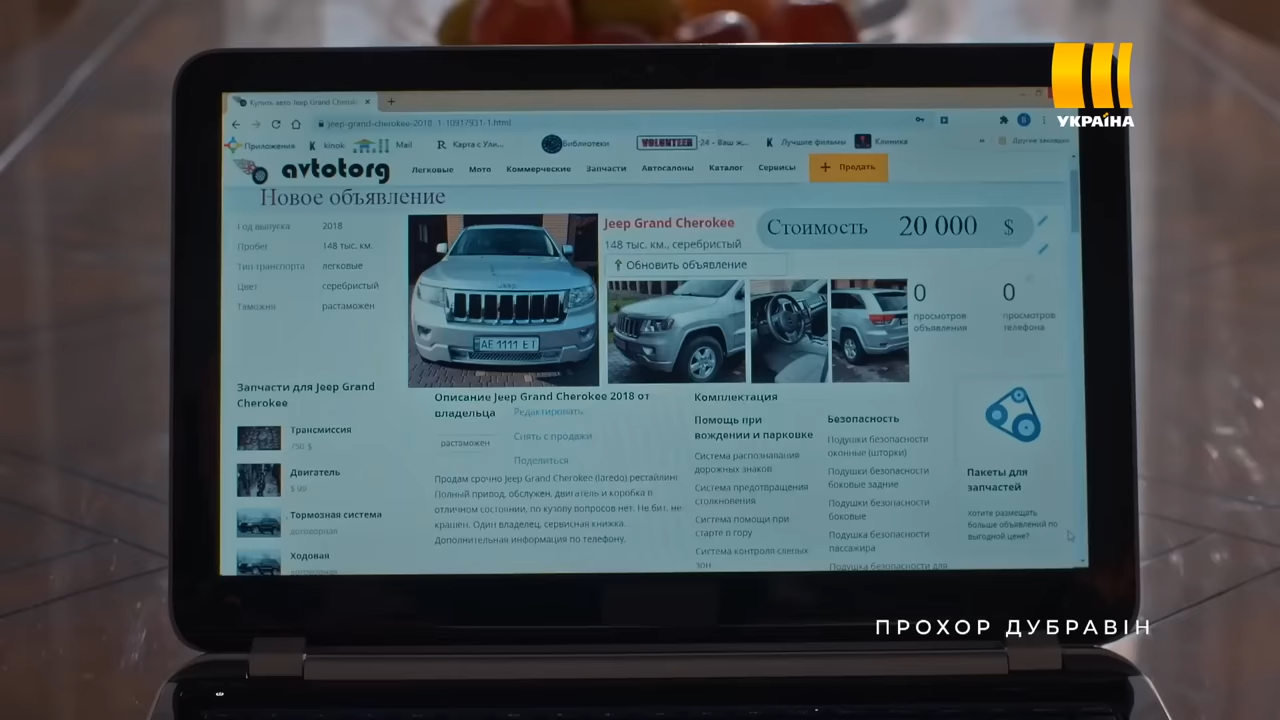 УКРАЇНА
Купить авто Jeep Grand Cherok
jeep-grand-cherokee-2018_1-10917931-1.html
Приложения kinok Mail Карта с Ули... Библиотеки VOLUNTEER 24 - Ваш ж... Лучшие фильмы Клиника Другие закладки
avtotorg Легковые Мото Коммерческие Запчасти Автосалоны Каталог Сервисы + Продать
Новое объявление
Год выпуска 2018
Пробег 148 тыс. км.
Тип транспорта легковые
Цвет серебристый
Таможня растаможен
Jeep
AE 1111 EI
Jeep Grand Cherokee
148 тыс. км., серебристый
Обновить объявление
Стоимость 20 000 $
0
просмотров
объявления
0
просмотров
телефона
Запчасти для Jeep Grand
Cherokee
Трансмиссия
750 $
Двигатель
$ 99
Тормозная система
договорная
Ходовая
договорная
Описание Jeep Grand Cherokee 2018 от
владельца
Редактировать
Снять с продажи
Поделиться
растаможен
Продам срочно Jeep Grand Cherokee (laredo) рестайлинг
Полный привод, обслужен, двигатель и коробка в
отличном состоянии, по кузову вопросов нет. Не бит, не
крашен. Один владелец, сервисная книжка.
Дополнительная информация по телефону.
Комплектация
Помощь при
вождении и парковке
Система распознавания
дорожных знаков
Система предотвращения
столкновения
Система помощи при
старте в гору
Система контроля слепых
зон
Безопасность
Подушки безопасности
оконные (шторки)
Подушки безопасности
боковые задние
Подушки безопасности
боковые
Подушка безопасности
пассажира
Подушка безопасности для
Пакеты для
запчастей
Хотите размещать
больше объявлений по
выгодной цене?
ПРОХОР ДУБРАВІН